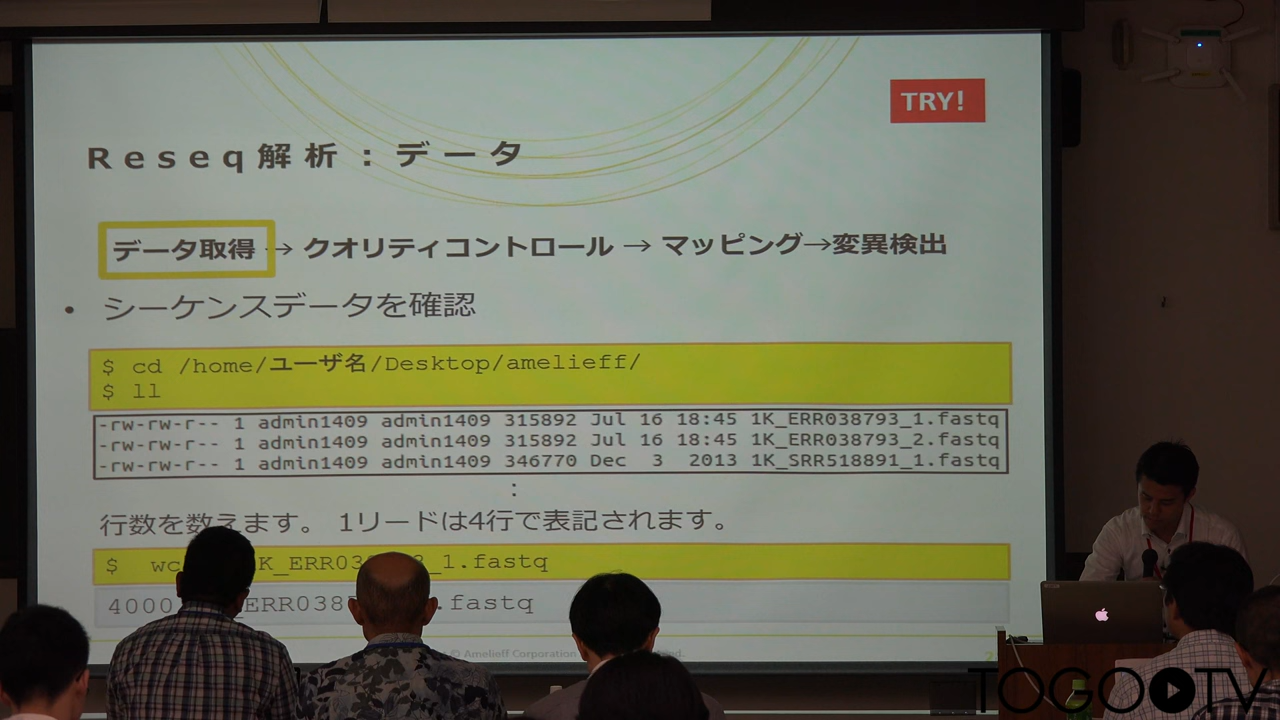 TRY!
Reseq解析：データ
データ取得 → クオリティコントロール → マッピング→変異検出
• シーケンスデータを確認
$ cd /home/ユーザ名/Desktop/amelieff/
$ ll
-rw-rw-r-- 1 admin1409 admin1409 315892 Jul 16 18:45 1K_ERR038793_1.fastq
-rw-rw-r-- 1 admin1409 admin1409 315892 Jul 16 18:45 1K_ERR038793_2.fastq
-rw-rw-r-- 1 admin1409 admin1409 346770 Dec 3 2013 1K_SRR518891_1.fastq
:
行数を数えます。 1リードは4行で表記されます。
$ wc K_ERR03 _1.fastq
4000 _ERR038 .fastq
© Amelieff Corporation
TOGOTV